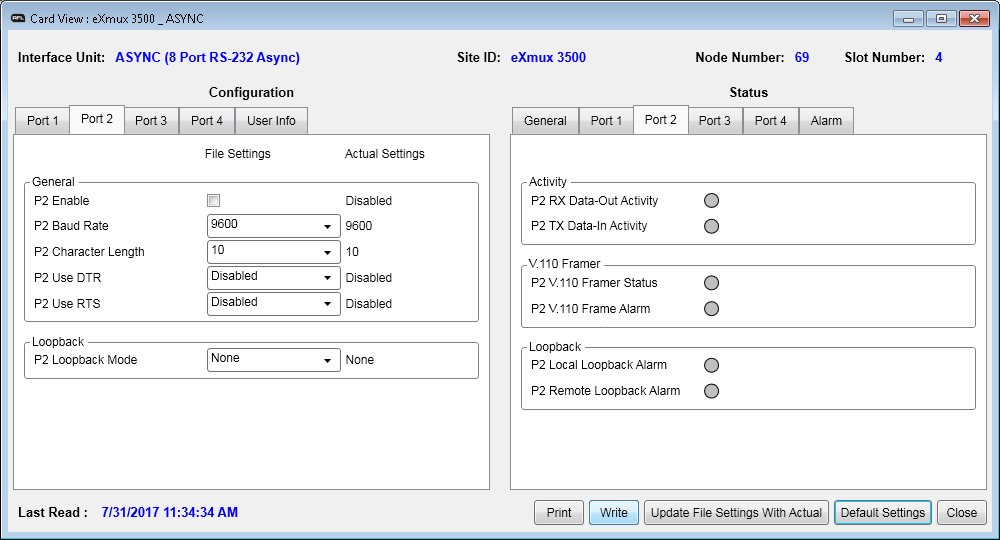 AFL Card View : eXmux 3500 _ ASYNC
Interface Unit: ASYNC (8 Port RS-232 Async) Site ID: eXmux 3500 Node Number: 69 Slot Number: 4
Configuration
Port 1 Port 2 Port 3 Port 4 User Info
File Settings Actual Settings
General
P2 Enable Disabled
P2 Baud Rate 9600 9600
P2 Character Length 10 10
P2 Use DTR Disabled Disabled
P2 Use RTS Disabled Disabled
Loopback
P2 Loopback Mode None None
Status
General Port 1 Port 2 Port 3 Port 4 Alarm
Activity
P2 RX Data-Out Activity
P2 TX Data-In Activity
V.110 Framer
P2 V.110 Framer Status
P2 V.110 Frame Alarm
Loopback
P2 Local Loopback Alarm
P2 Remote Loopback Alarm
Last Read : 7/31/2017 11:34:34 AM
Print Write Update File Settings With Actual Default Settings Close